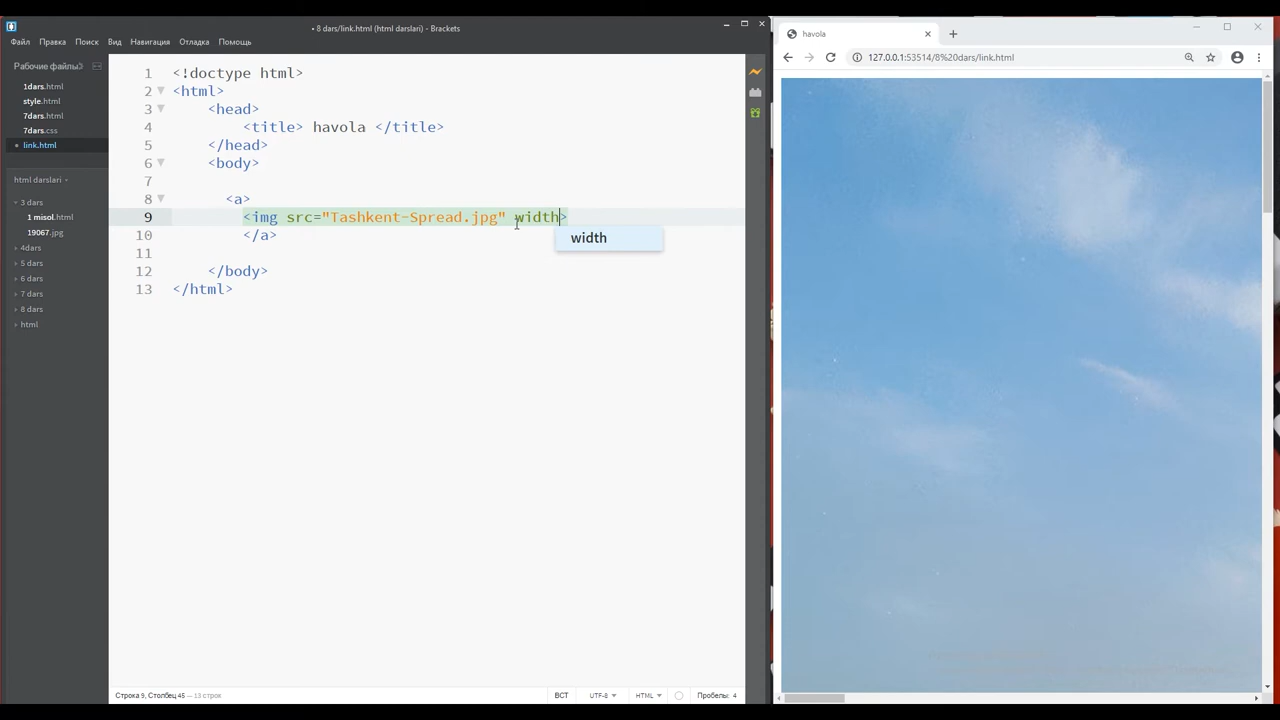 • 8 dars/link.html (html darslari) - Brackets
Файл Правка Поиск Вид Навигация Отладка Помощь
Рабочие файлы
1dars.html
style.html
7dars.html
7dars.css
• link.html
html darslari
3 dars
1 misol.html
19067.jpg
4dars
5 dars
6 dars
7 dars
8 dars
html
1 <!doctype html>
2 <html>
3 <head>
4 <title> havola </title>
5 </head>
6 <body>
7
8 <a>
9 <img src="Tashkent-Spread.jpg" width>
10 </a>
11
12 </body>
13 </html>
width
Строка 9, Столбец 45 — 13 строк
ВСТ UTF-8 HTML Пробелы: 4
havola
127.0.0.1:53514/8%20dars/link.html